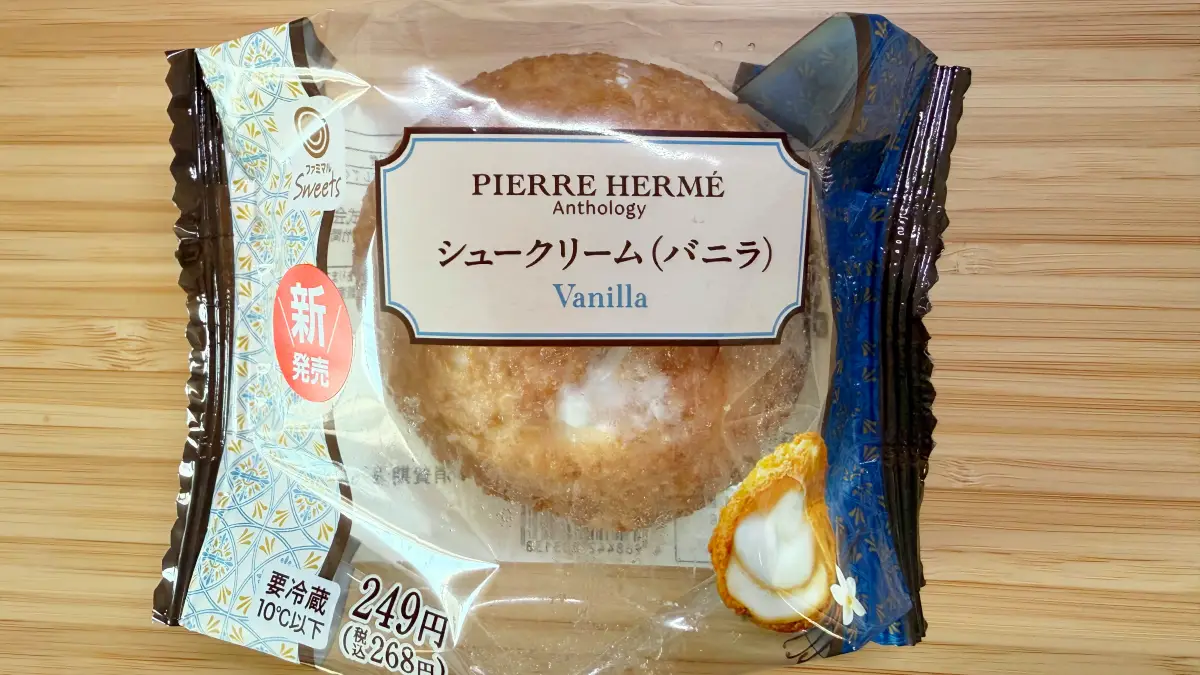 ファミマル
Sweets
PIERRE HERMÉ
Anthology
シュークリーム(バニラ)
Vanilla
新
発売
要冷蔵
10℃以下
249円
(税込268円)